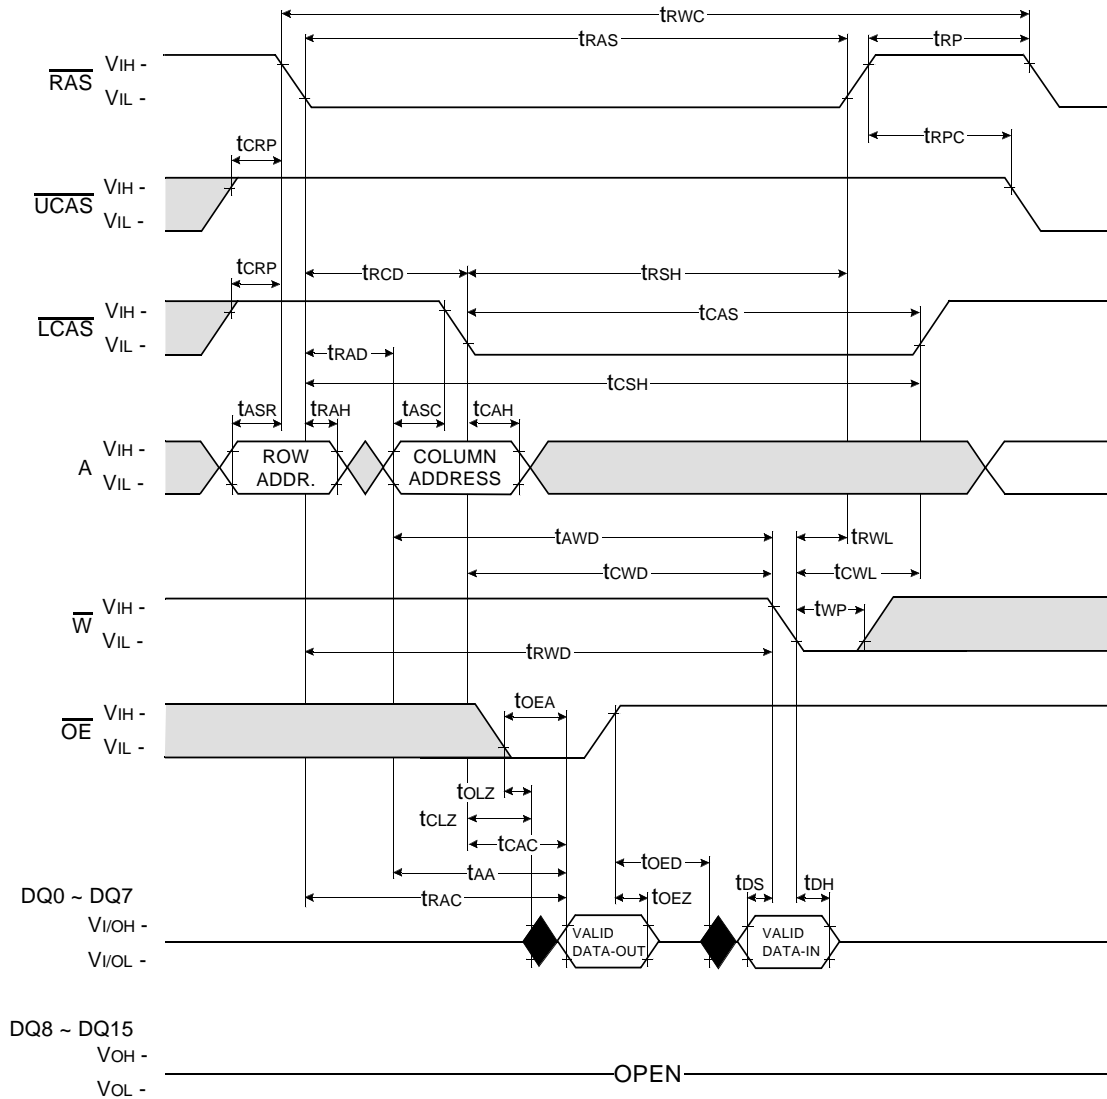 tRWC
tRAS
tRP
RAS
VIH -
VIL -
tRPC
tCRP
UCAS
VIH -
VIL -
tCRP
tRCD
tRSH
LCAS
VIH -
VIL -
tCAS
tRAD
tCSH
tASR
tRAH
tASC
tCAH
A
VIH -
VIL -
ROW
ADDR.
COLUMN
ADDRESS
tAWD
tRWL
tCWD
tCWL
W
VIH -
VIL -
tWP
tRWD
OE
VIH -
VIL -
tOEA
tOLZ
tCLZ
tCAC
tOED
tAA
tRAC
tOEZ
tDS
tDH
DQ0 ~ DQ7
VI/OH -
VI/OL -
VALID
DATA-OUT
VALID
DATA-IN
DQ8 ~ DQ15
VOH -
VOL -
OPEN